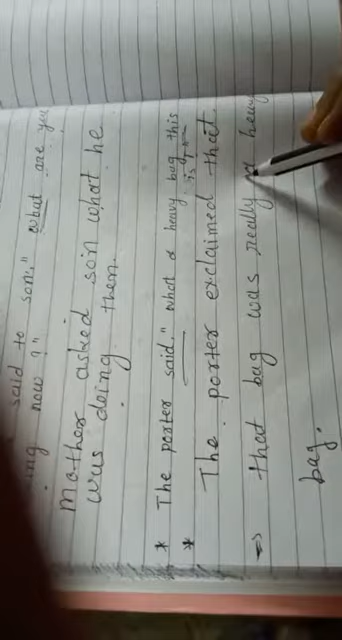 said to son," what are you
ing now ?"
Mother asked son what he
was doing then.
* The porter said." what a heavy bag this
is !"
* The porter exclaimed that
⇒ that bag was really a heavy
bag.